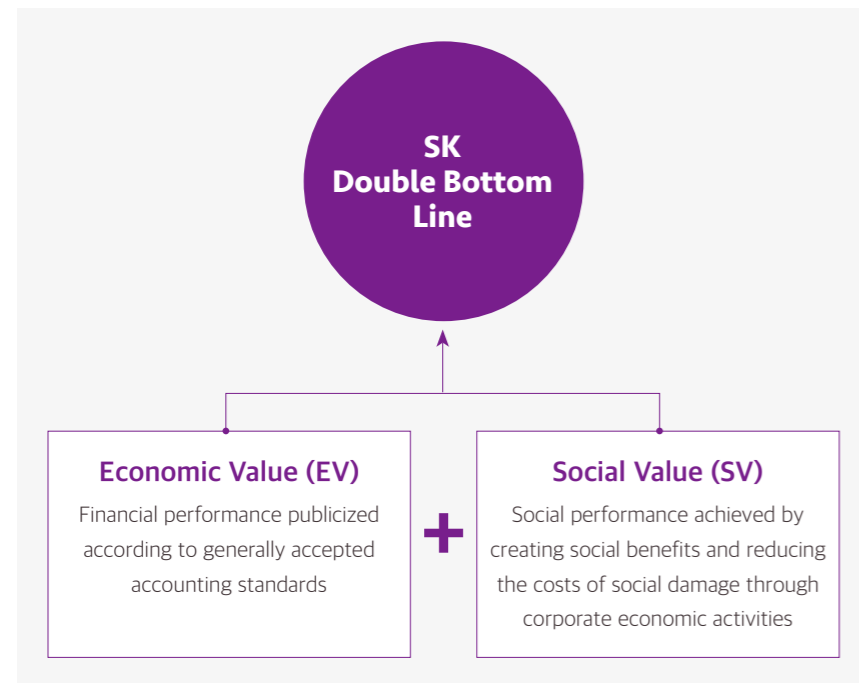 SK
Double Bottom
Line
Economic Value (EV)
Financial performance publicized
according to generally accepted
accounting standards
+
Social Value (SV)
Social performance achieved by
creating social benefits and reducing
the costs of social damage through
corporate economic activities